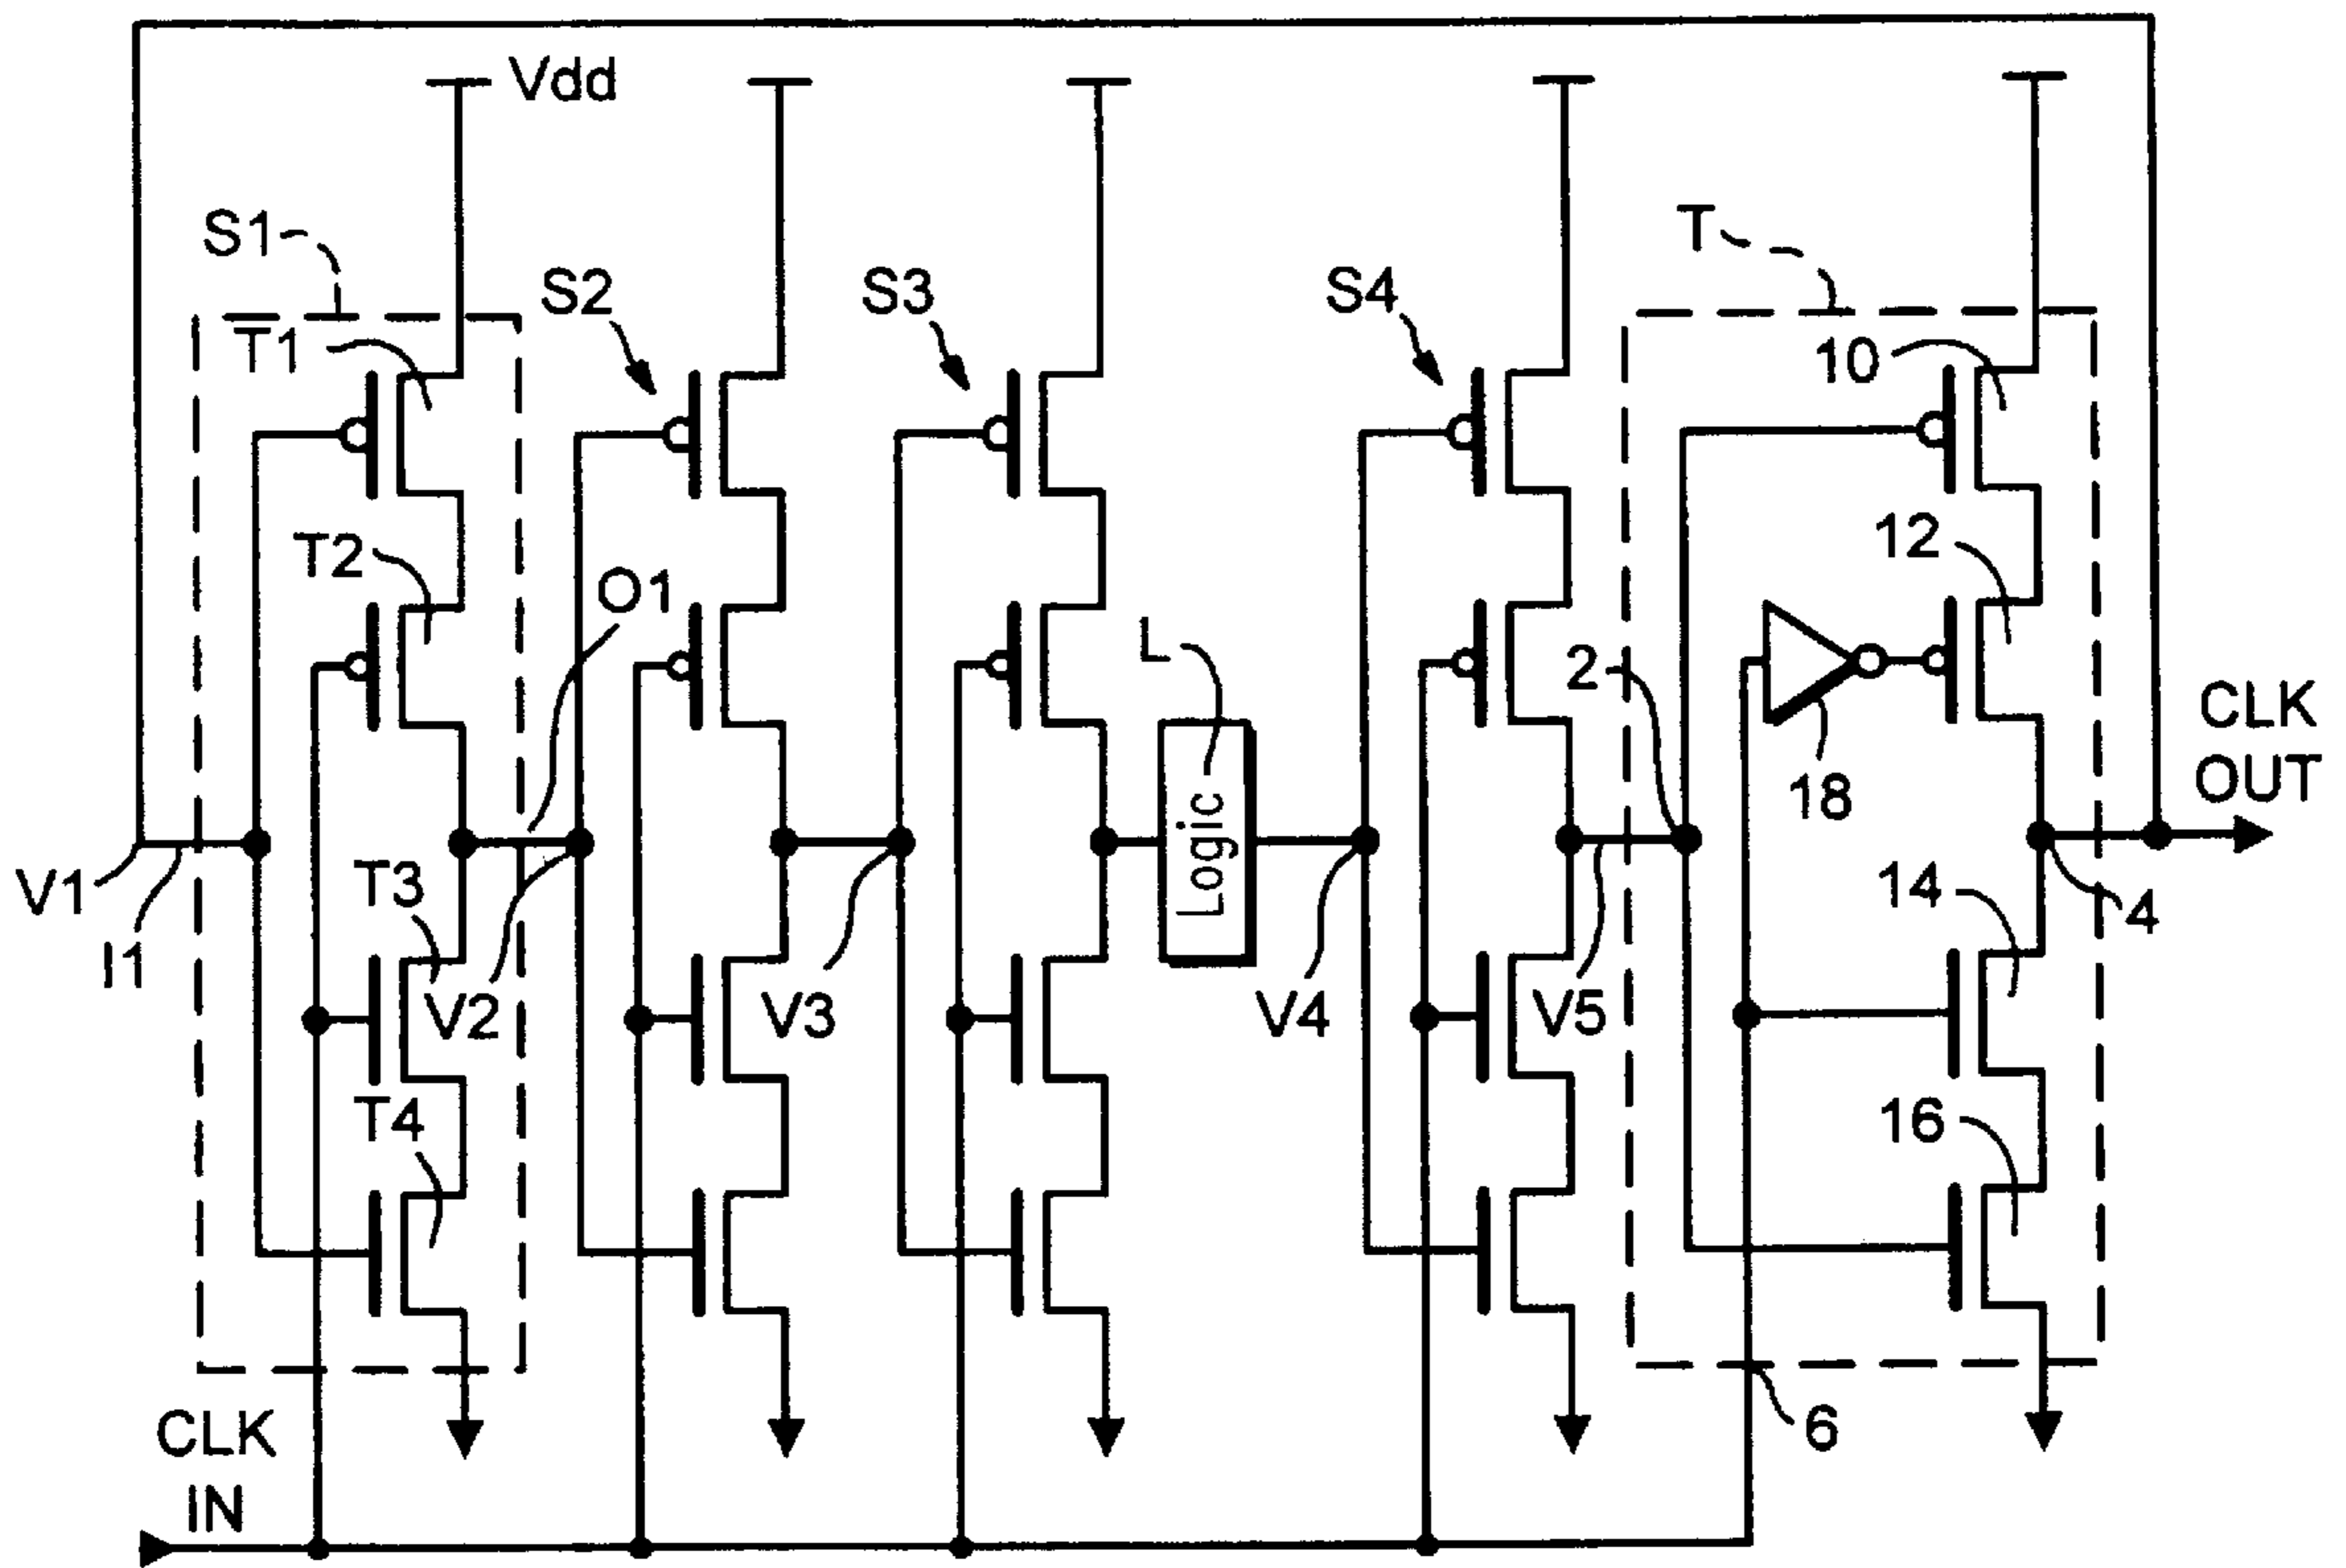 Vdd
S1
T
S2
S3
S4
T1
10
T2
12
O1
L
2
CLK
OUT
18
Logic
T3
14
V1
4
I1
V2
V3
V4
V5
T4
16
CLK
IN
6